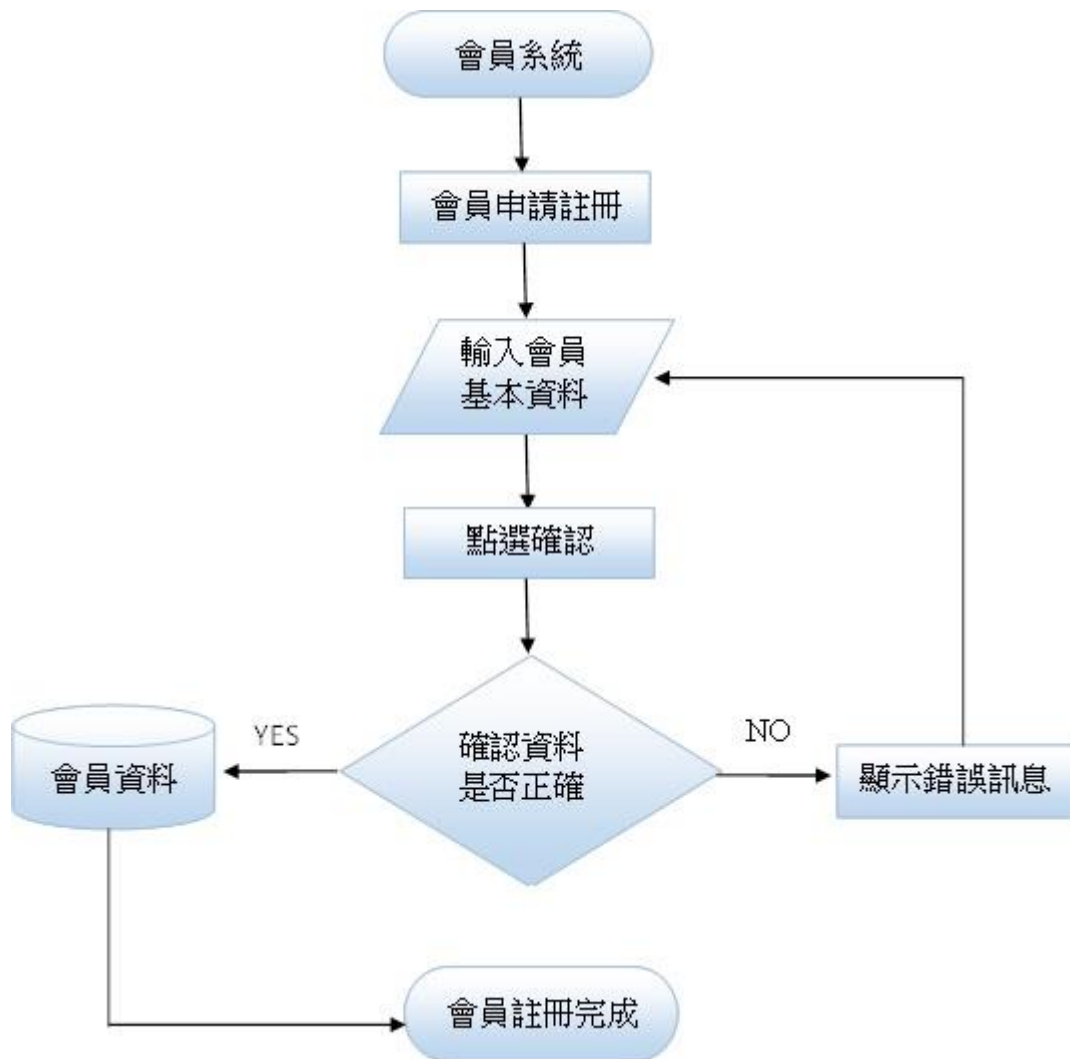 會員系統
會員申請註冊
輸入會員
基本資料
點選確認
確認資料
是否正確
YES
NO
會員資料
顯示錯誤訊息
會員註冊完成